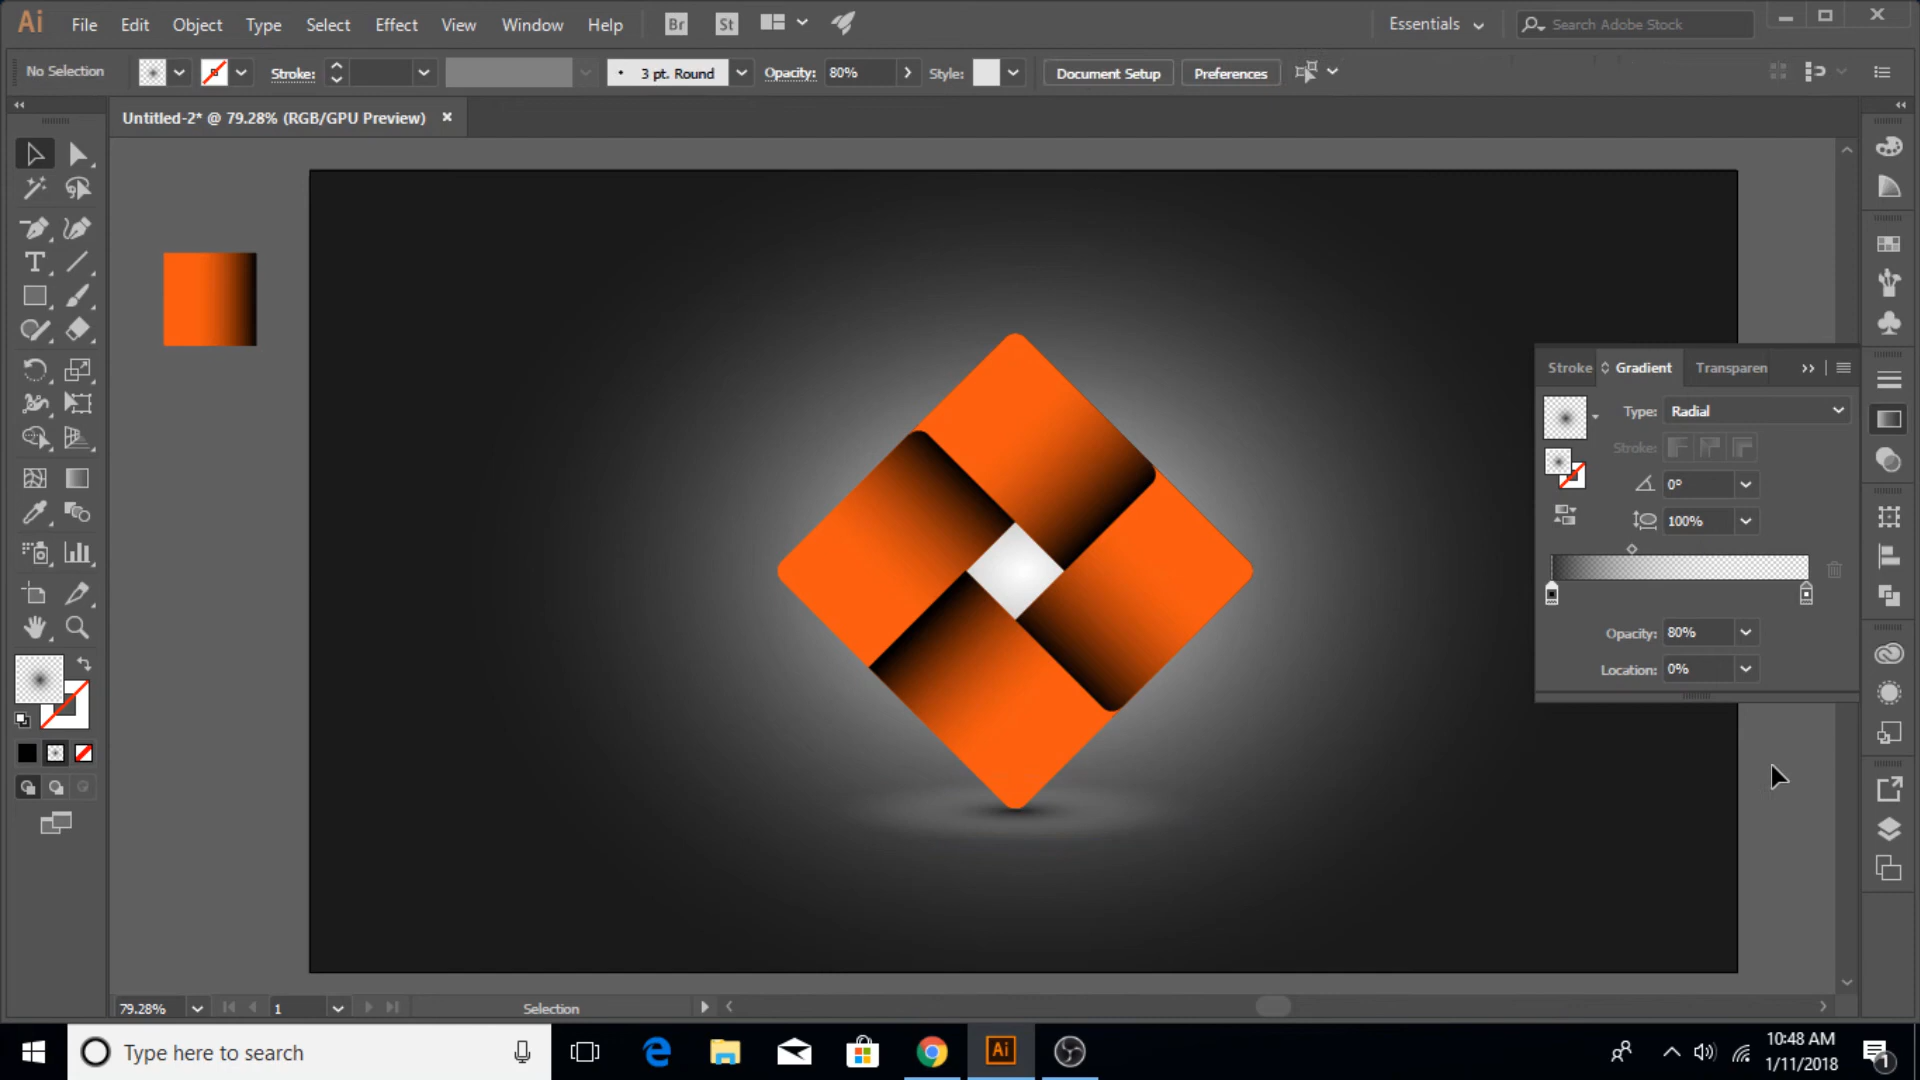 Ai File Edit Object Type Select Effect View Window Help Br St Essentials Search Adobe Stock
No Selection Stroke: 3 pt. Round Opacity: 80% Style: Document Setup Preferences
Untitled-2* @ 79.28% (RGB/GPU Preview)
Stroke Gradient Transparen
Type: Radial
Stroke:
0°
100%
Opacity: 80%
Location: 0%
79.28% 1 Selection
Type here to search Ai 10:48 AM
1/11/2018 1